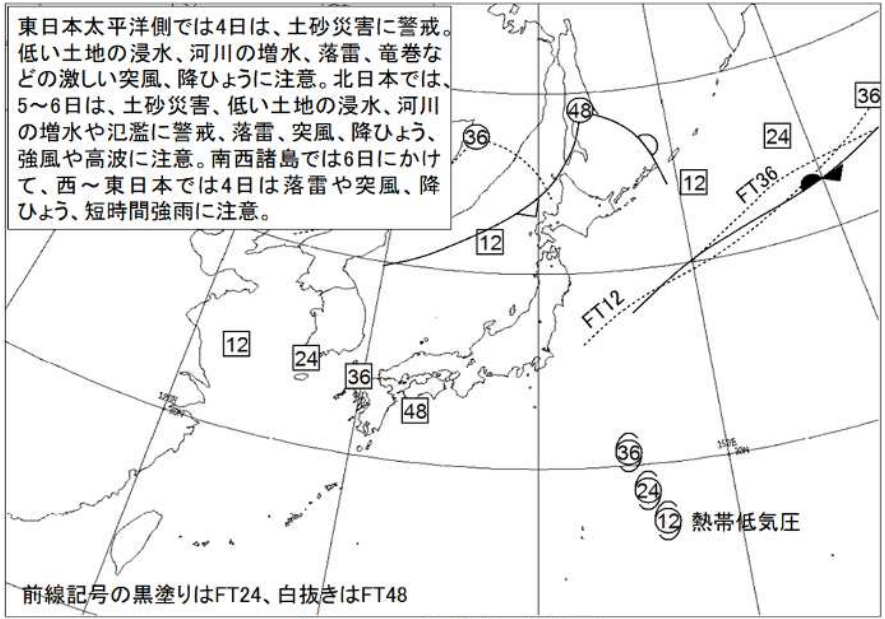 東日本太平洋側では4日は、土砂災害に警戒。
低い土地の浸水、河川の増水、落雷、竜巻な
どの激しい突風、降ひょうに注意。北日本では、
5～6日は、土砂災害、低い土地の浸水、河川
の増水や氾濫に警戒、落雷、突風、降ひょう、
強風や高波に注意。南西諸島では6日にかけ
て、西～東日本では4日は落雷や突風、降
ひょう、短時間強雨に注意。
48
36
36
24
12
FT36
12
FT12
12
24
36
48
150E
30N
36
24
12 熱帯低気圧
前線記号の黒塗りはFT24、白抜きはFT48